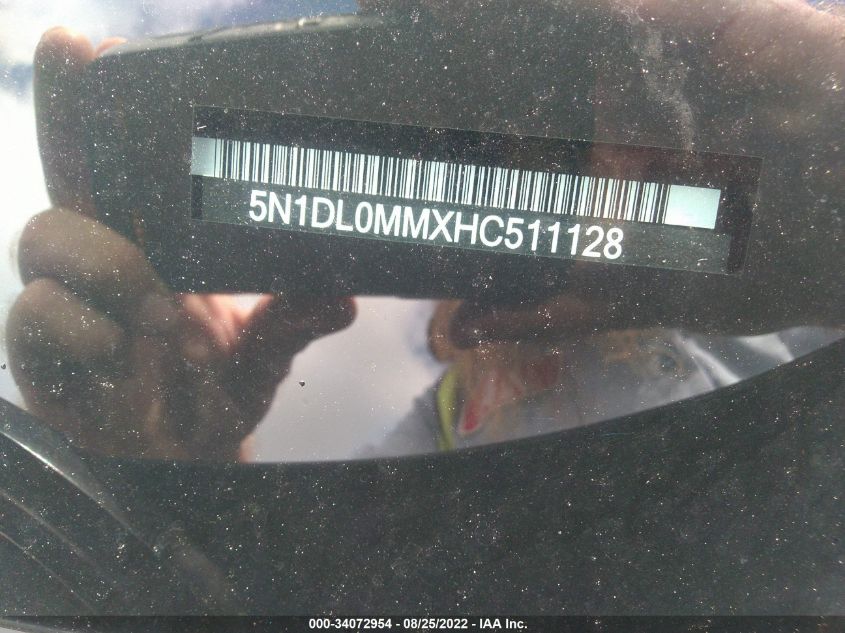 5N1DL0MMXHC511128
000-34072954 - 08/25/2022 - IAA Inc.